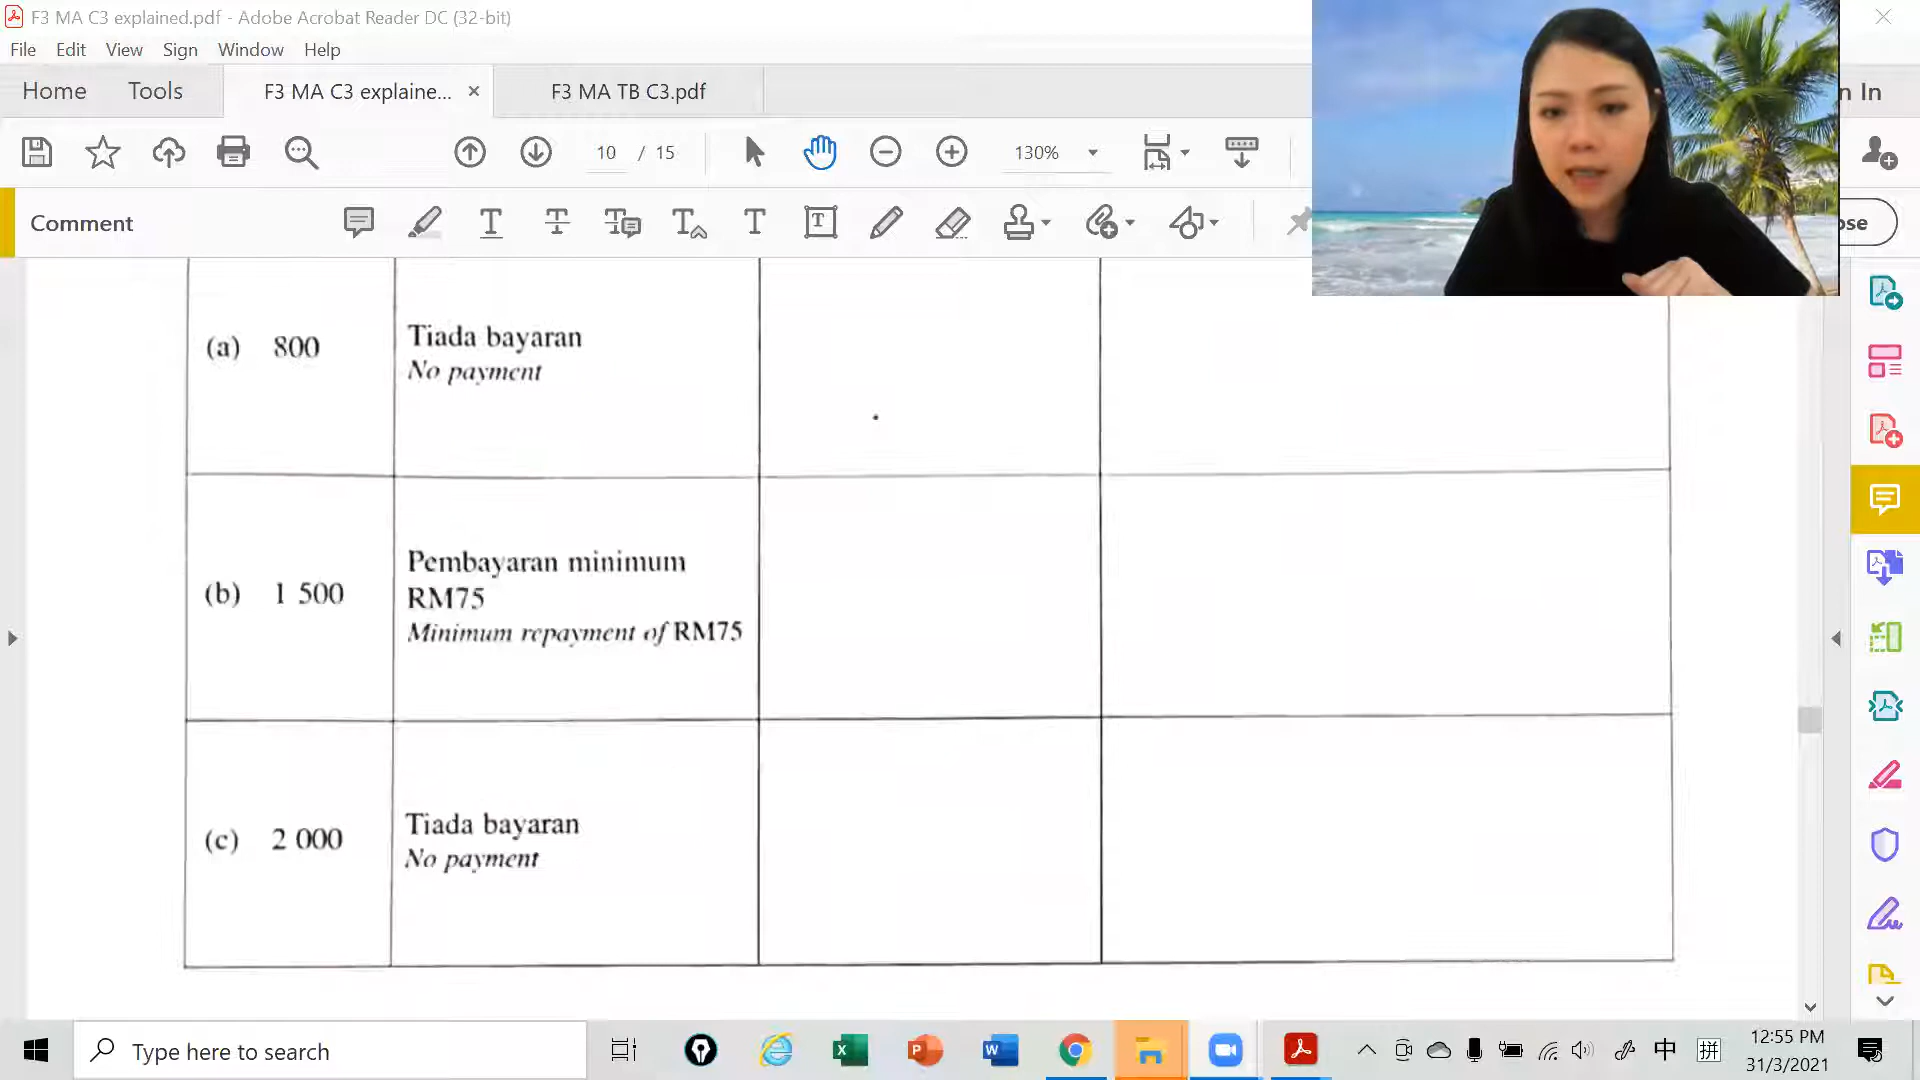 F3 MA C3 explained.pdf - Adobe Acrobat Reader DC (32-bit)
File Edit View Sign Window Help
Home Tools F3 MA C3 explaine... × F3 MA TB C3.pdf n In
10 / 15 130%
Comment ose
(a) 800 Tiada bayaran
No payment
(b) 1 500 Pembayaran minimum
RM75
Minimum repayment of RM75
(c) 2 000 Tiada bayaran
No payment
Type here to search
中 拼
12:55 PM
31/3/2021